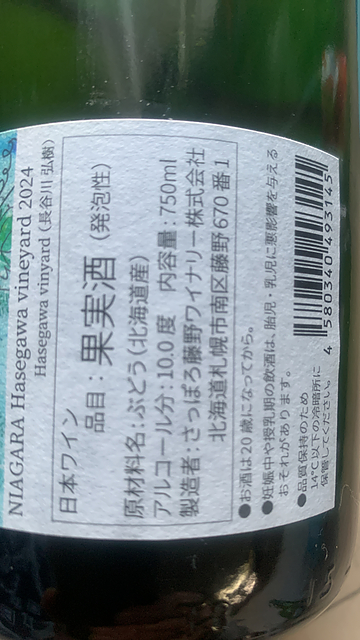 NIAGARA Hasegawa vineyard 2024
Hasegawa vinyard (長谷川 弘樹)
日本ワイン
品目：果実酒（発泡性）
原材料名：ぶどう（北海道産）
アルコール分：10.0度 内容量：750ml
製造者：さっぽろ藤野ワイナリー株式会社
北海道札幌市南区藤野670番1
●お酒は20歳になってから。
●妊娠中や授乳期の飲酒は、胎児・乳児に悪影響を与える
おそれがあります。
●品質保持のため
14℃以下の冷暗所に
保管してください。
4 580340 493145